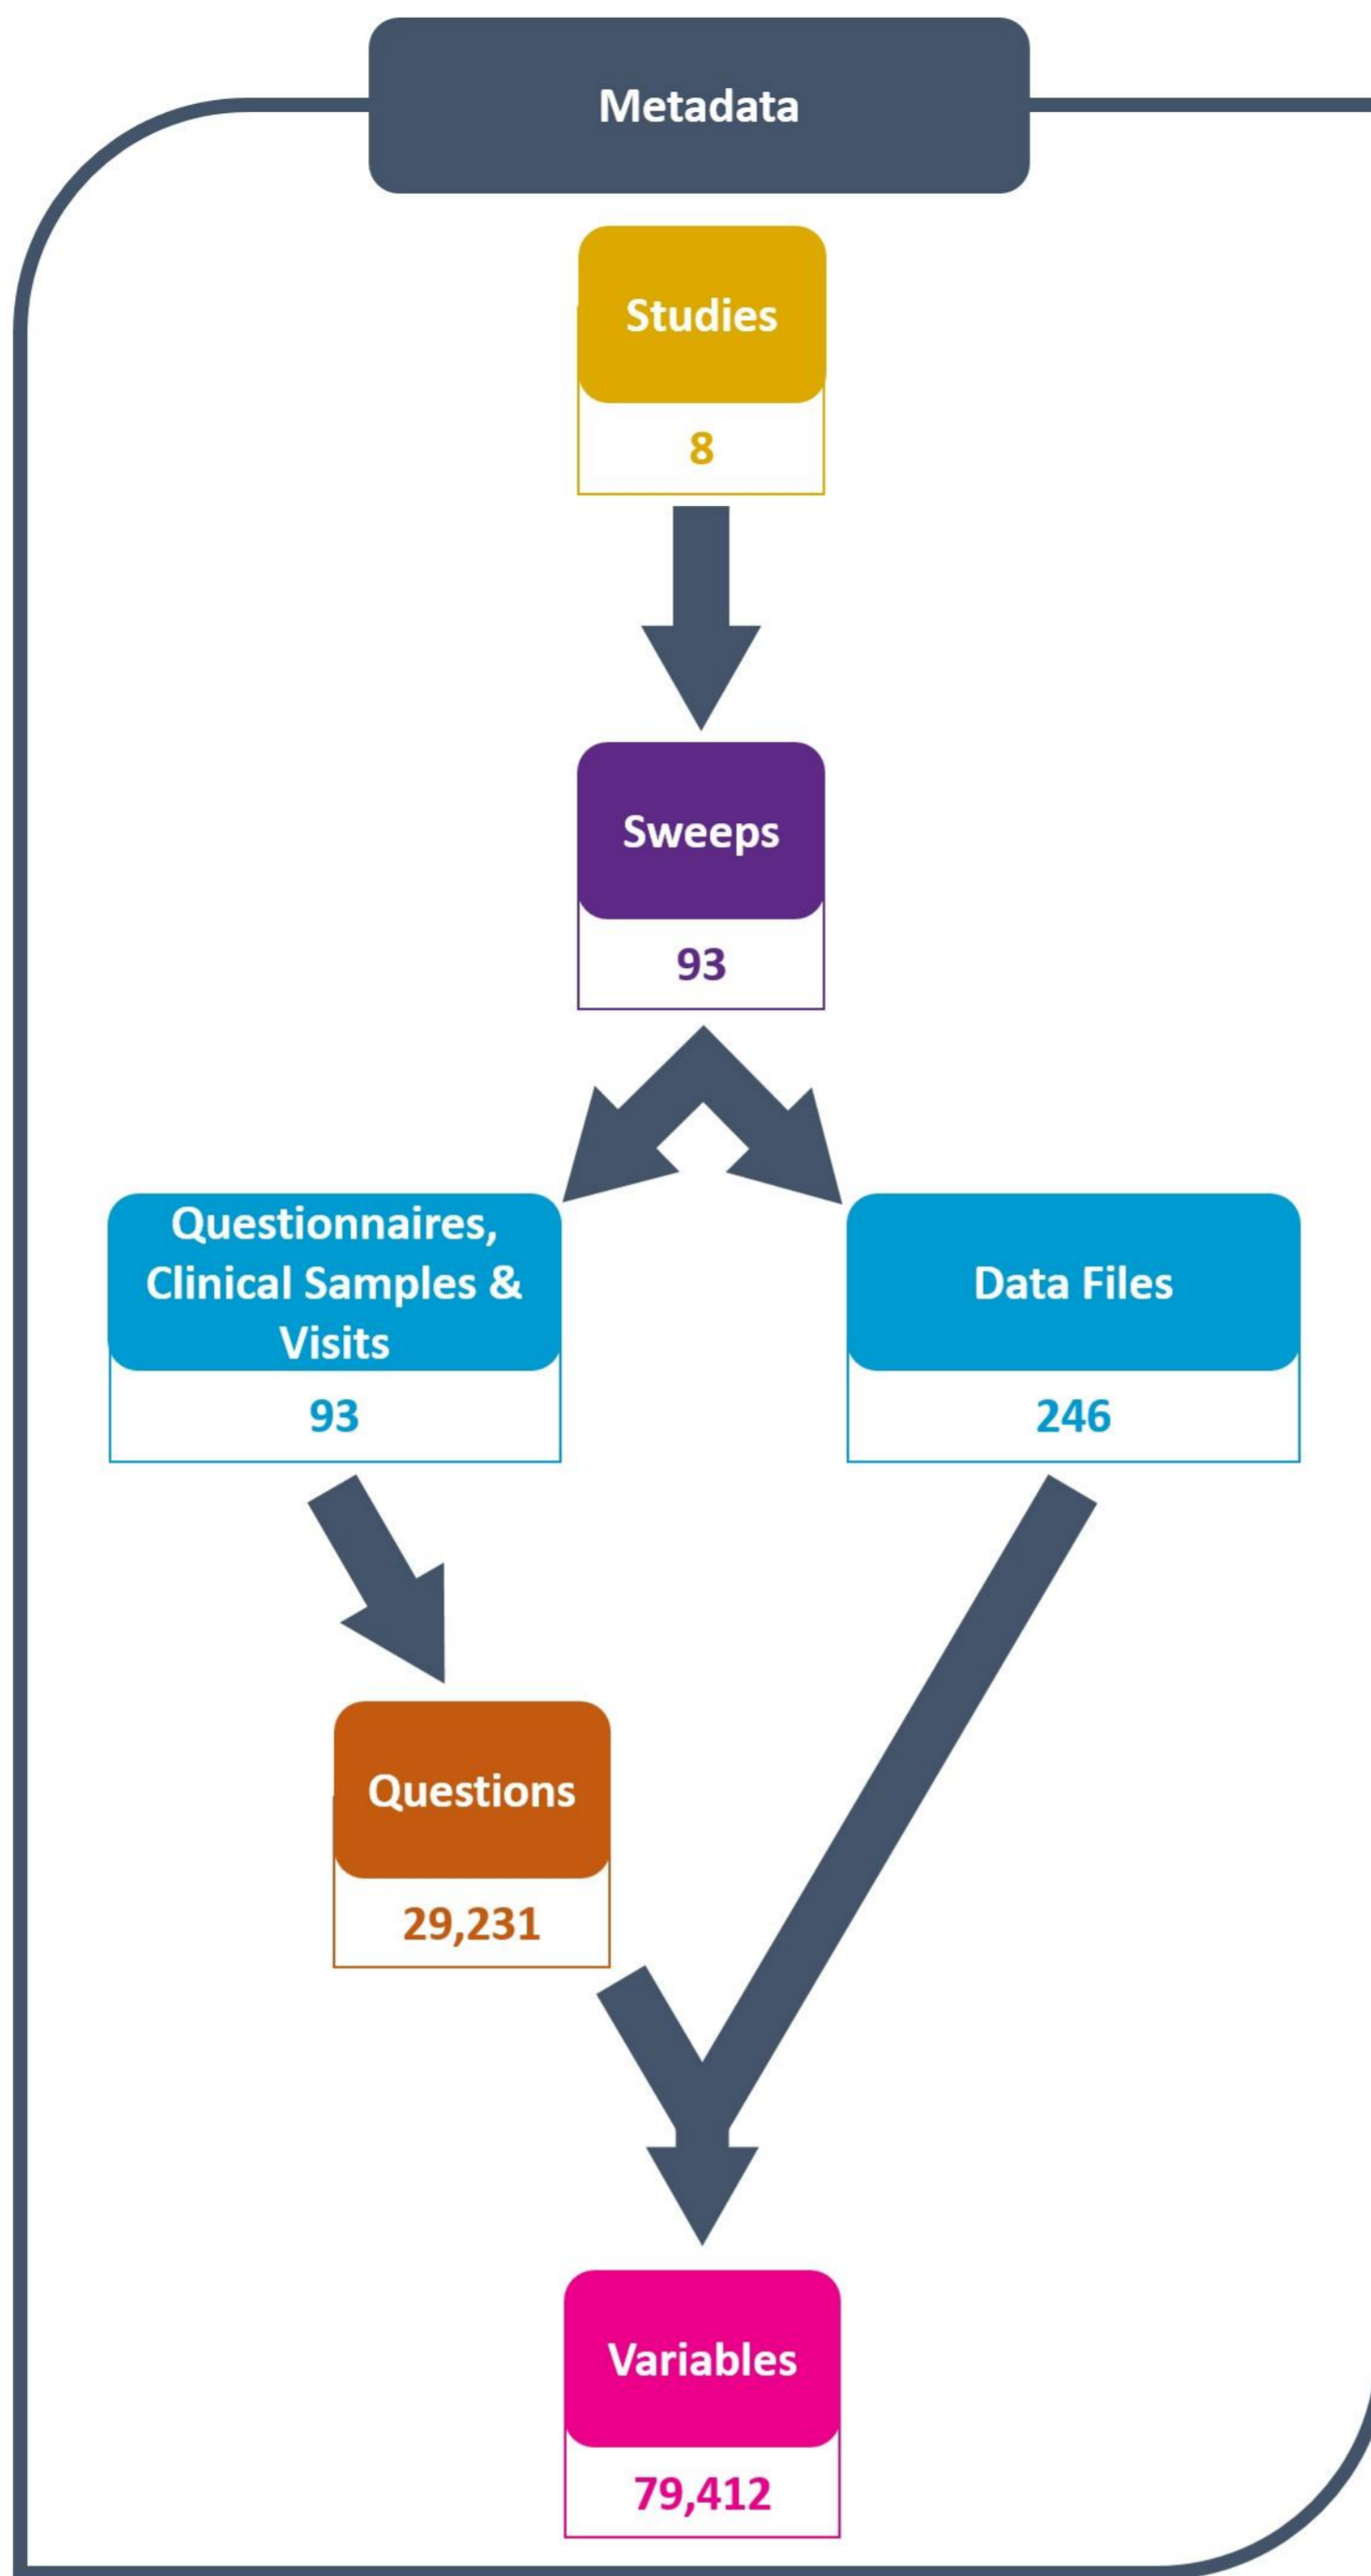 Metadata
Studies
8
Sweeps
93
Questionnaires,
Clinical Samples &
Visits
93
Data Files
246
Questions
29,231
Variables
79,412